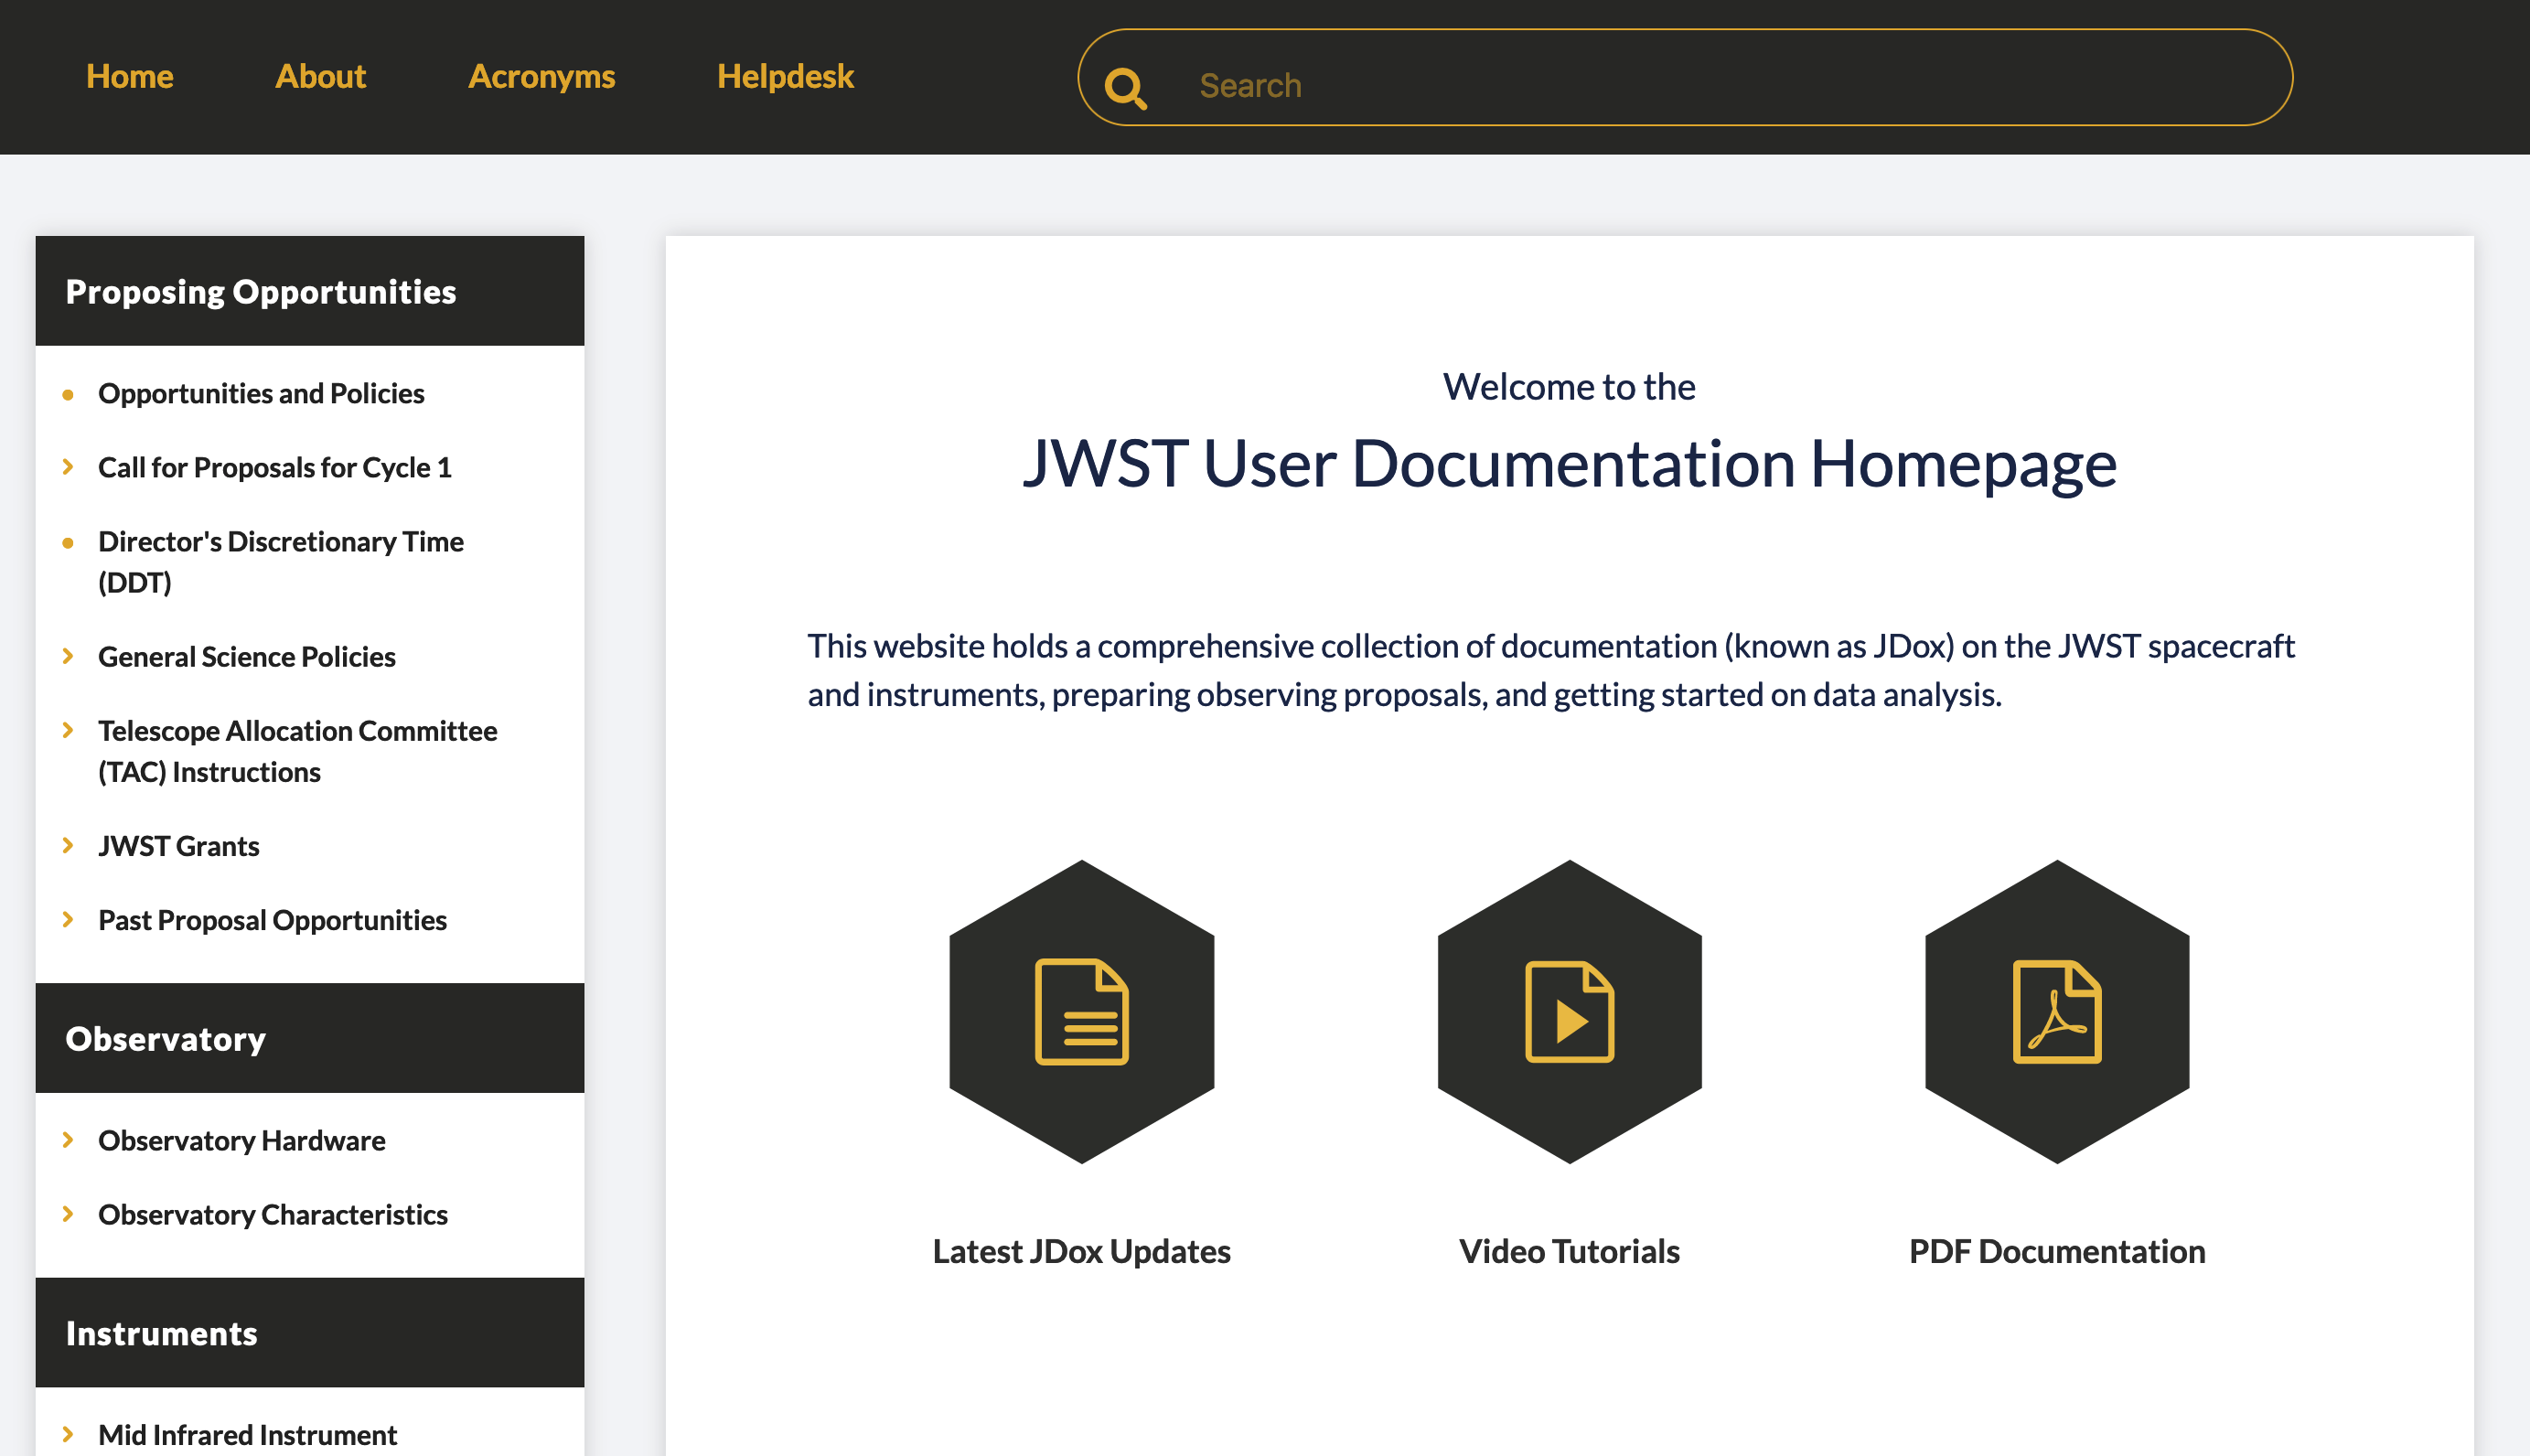 Home
About
Acronyms
Helpdesk
Search
Proposing Opportunities
Opportunities and Policies
Call for Proposals for Cycle 1
Director's Discretionary Time
(DDT)
General Science Policies
Telescope Allocation Committee
(TAC) Instructions
JWST Grants
Past Proposal Opportunities
Observatory
Observatory Hardware
Observatory Characteristics
Instruments
Mid Infrared Instrument
Welcome to the
JWST User Documentation Homepage
This website holds a comprehensive collection of documentation (known as JDox) on the JWST spacecraft
and instruments, preparing observing proposals, and getting started on data analysis.
Latest JDox Updates
Video Tutorials
PDF Documentation